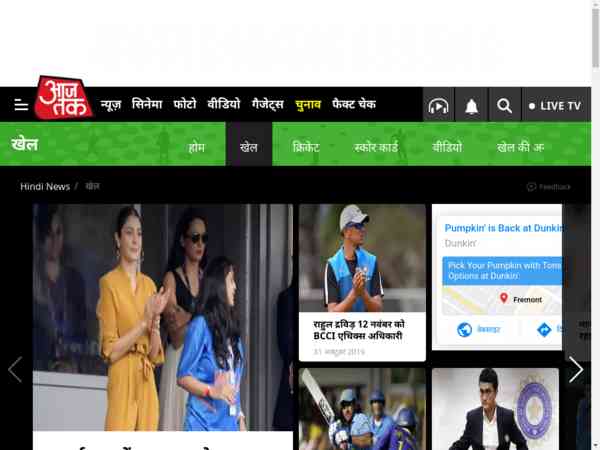 आज तक
न्यूज़ सिनेमा फोटो वीडियो गैजेट्स चुनाव फैक्ट चेक
LIVE TV
खेल
होम खेल क्रिकेट स्कोर कार्ड वीडियो खेल की अ
Hindi News / खेल
Feedback
राहुल द्रविड़ 12 नवंबर को
BCCI एथिक्स अधिकारी
31 अक्टूबर 2019
Pumpkin' is Back at Dunkin
Dunkin'
Pick Your Pumpkin with Tons
Options at Dunkin'.
Fremont
वेबसाइट